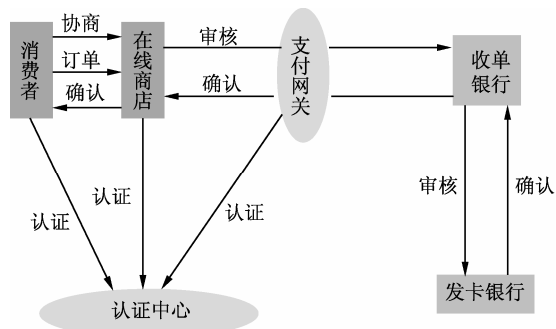 协商
消费者
订单
确认
在线商店
审核
确认
支付网关
收单
银行
审核
确认
认证
认证
认证
发卡银行
认证中心